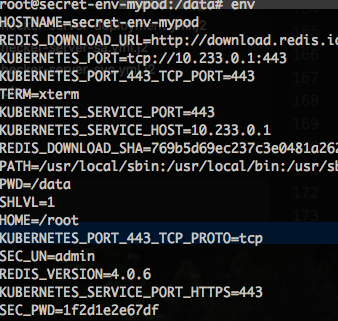 root@secret-env-mypod:/data# env
HOSTNAME=secret-env-mypod
REDIS_DOWNLOAD_URL=http://download.redis.io
KUBERNETES_PORT=tcp://10.233.0.1:443
KUBERNETES_PORT_443_TCP_PORT=443
TERM=xterm
KUBERNETES_SERVICE_PORT=443
KUBERNETES_SERVICE_HOST=10.233.0.1
REDIS_DOWNLOAD_SHA=769b5d69ec237c3e0481a262
PATH=/usr/local/sbin:/usr/local/bin:/usr/sb
PWD=/data
SHLVL=1
HOME=/root
KUBERNETES_PORT_443_TCP_PROTO=tcp
SEC_UN=admin
REDIS_VERSION=4.0.6
KUBERNETES_SERVICE_PORT_HTTPS=443
SEC_PWD=1f2d1e2e67df